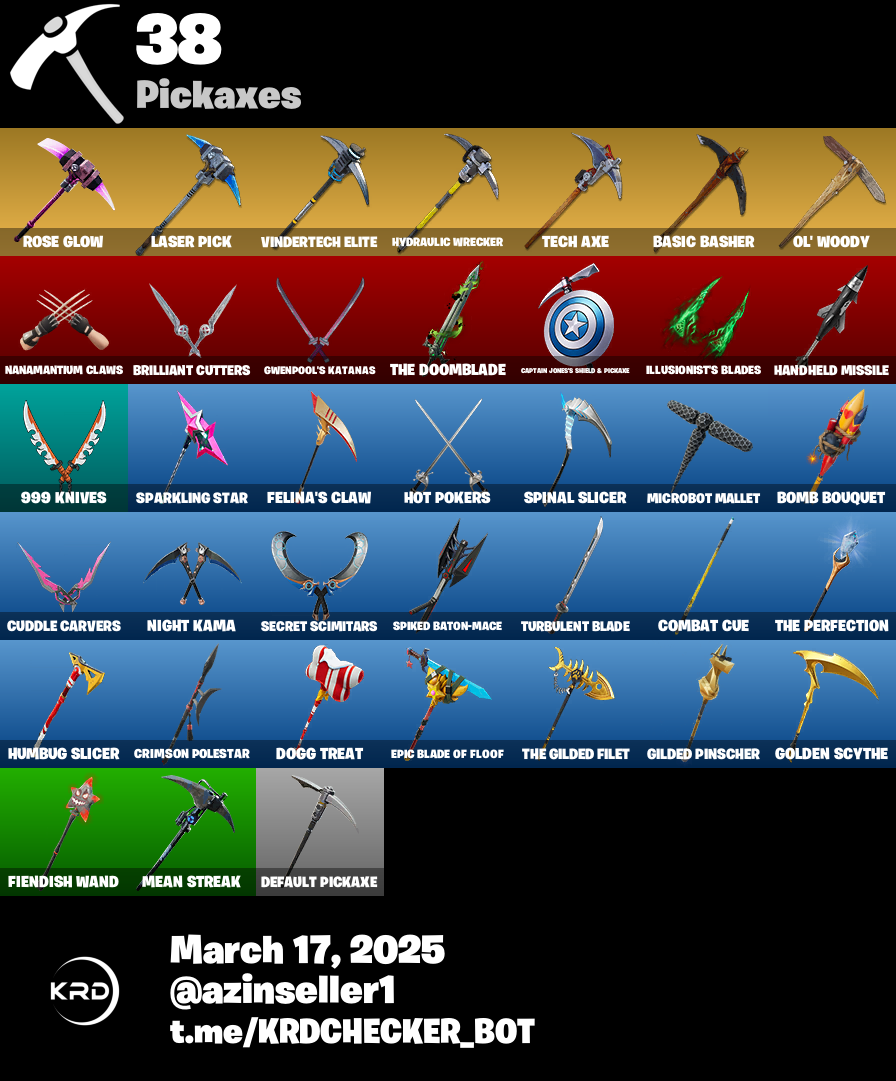 38
Pickaxes
ROSE GLOW
LASER PICK
VINDERTECH ELITE
HYDRAULIC WRECKER
TECH AXE
BASIC BASHER
OL' WOODY
NANAMANTIUM CLAWS
BRILLIANT CUTTERS
GWENPOOL'S KATANAS
THE DOOMBLADE
CAPTAIN JONES'S SHIELD & PICKAXE
ILLUSIONIST'S BLADES
HANDHELD MISSILE
999 KNIVES
SPARKLING STAR
FELINA'S CLAW
HOT POKERS
SPINAL SLICER
MICROBOT MALLET
BOMB BOUQUET
CUDDLE CARVERS
NIGHT KAMA
SECRET SCIMITARS
SPIKED BATON-MACE
TURBULENT BLADE
COMBAT CUE
THE PERFECTION
HUMBUG SLICER
CRIMSON POLESTAR
DOGG TREAT
EPIC BLADE OF FLOOF
THE GILDED FILET
GILDED PINSCHER
GOLDEN SCYTHE
FIENDISH WAND
MEAN STREAK
DEFAULT PICKAXE
March 17, 2025
@azinseller1
KRD
t.me/KRDCHECKER_BOT